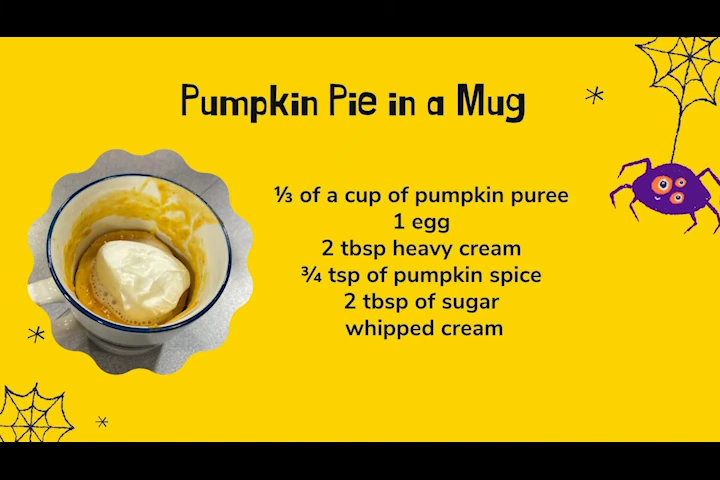 Pumpkin Pie in a Mug
⅓ of a cup of pumpkin puree
1 egg
2 tbsp heavy cream
¾ tsp of pumpkin spice
2 tbsp of sugar
whipped cream